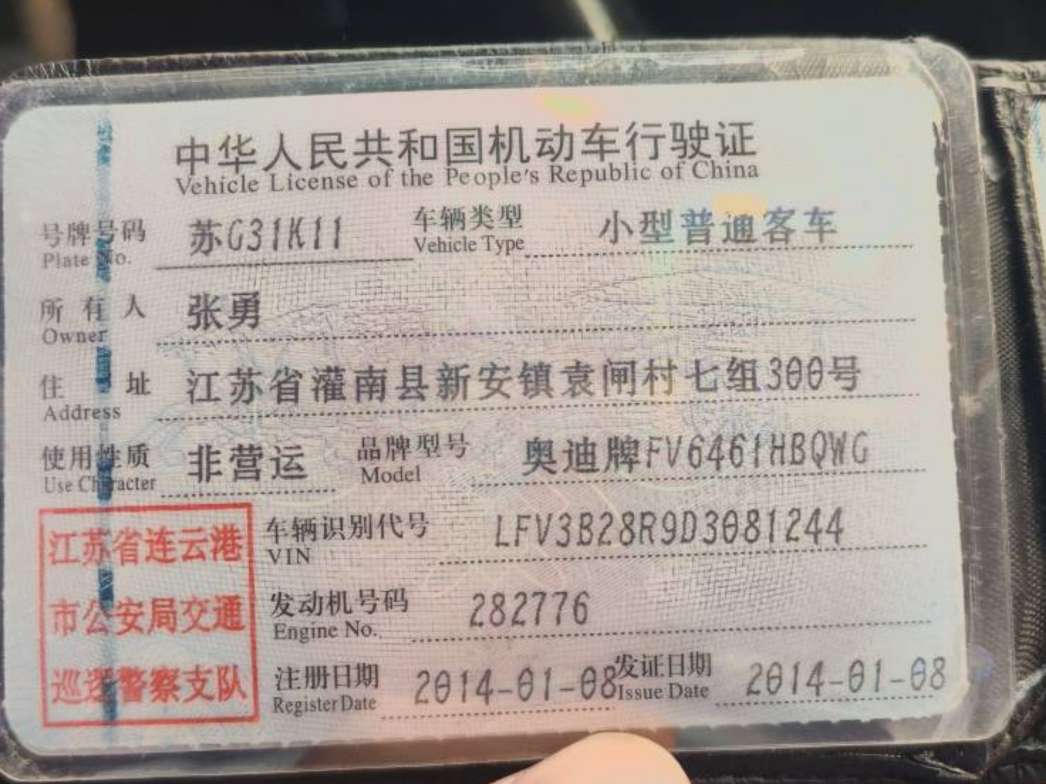 中华人民共和国机动车行驶证
Vehicle License of the People's Republic of China
号牌号码 苏G31K11 车辆类型 小型普通客车
Plate No. Vehicle Type
所有人 张勇
Owner
住址 江苏省灌南县新安镇袁闸村七组300号
Address
使用性质 非营运 品牌型号 奥迪牌FV6461HBQWG
Use Character Model
江苏省连云港
市公安局交通
巡逻警察支队
车辆识别代号 LFV3B28R9D3081244
VIN
发动机号码 282776
Engine No.
注册日期 2014-01-08 发证日期 2014-01-08
Register Date Issue Date